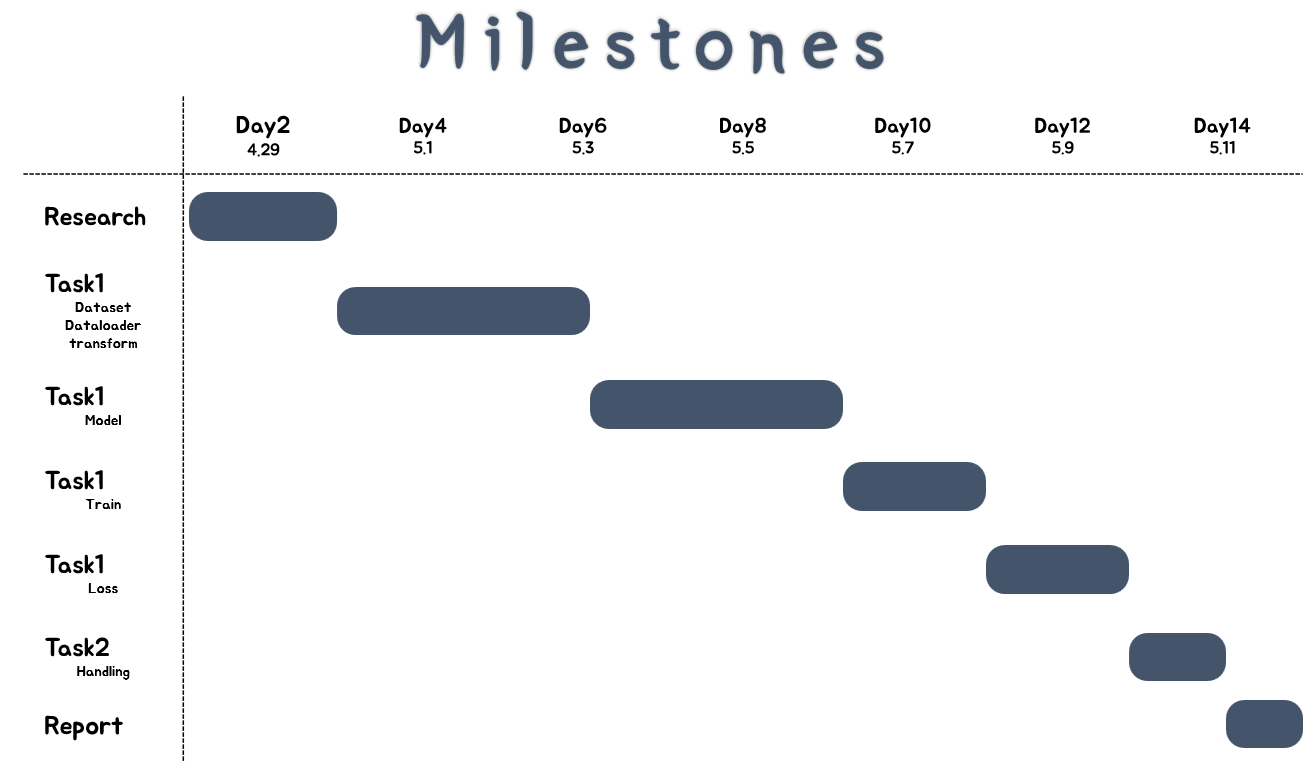 Milestones
Day2 Day4 Day6 Day8 Day10 Day12 Day14
4.29 5.1 5.3 5.5 5.7 5.9 5.11
Research
Task1
Dataset
Dataloader
transform
Task1
Model
Task1
Train
Task1
Loss
Task2
Handling
Report